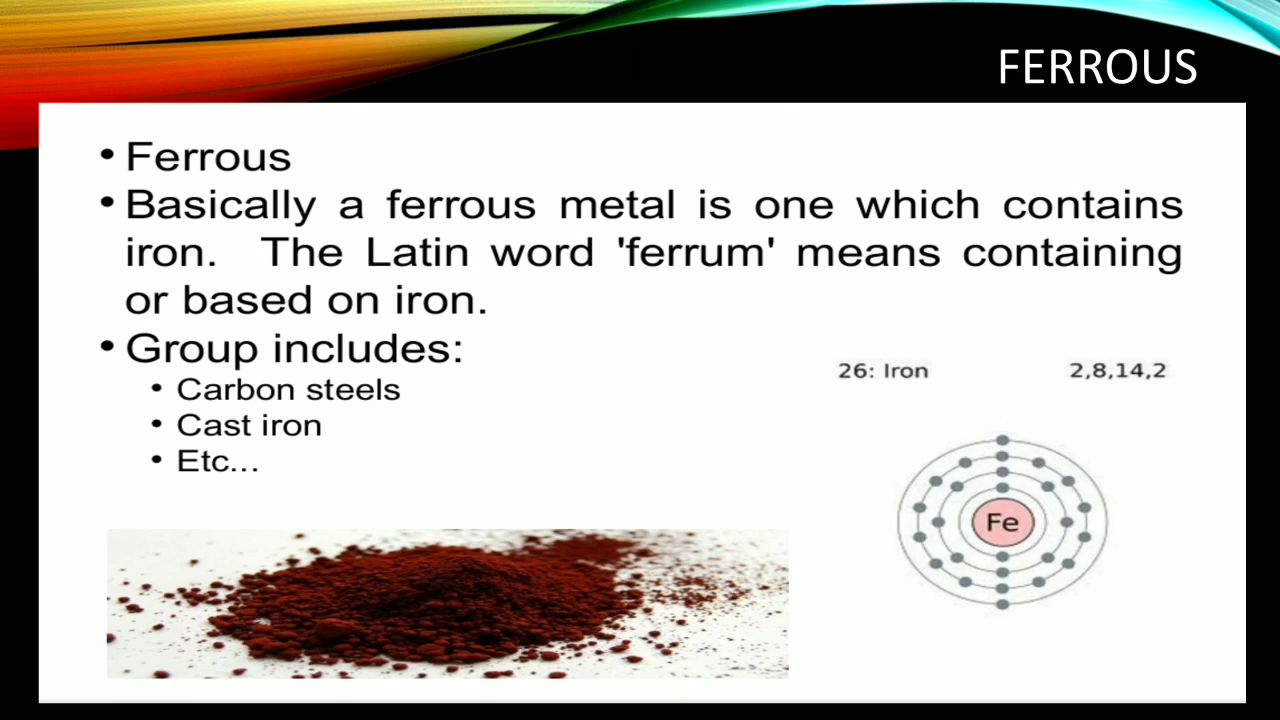 FERROUS
• Ferrous
• Basically a ferrous metal is one which contains
iron. The Latin word 'ferrum' means containing
or based on iron.
• Group includes:
• Carbon steels
• Cast iron
• Etc...
26: Iron 2,8,14,2
Fe